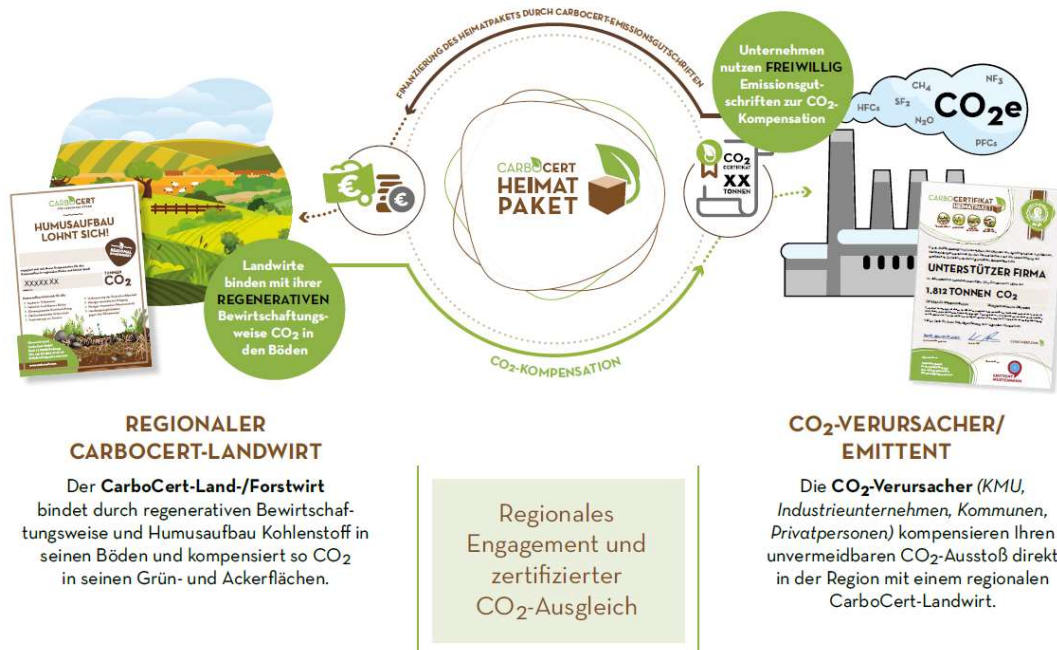 FINANZIERUNG DES HEIMATPAKETS DURCH CARBOCERT-EMISSIONSGUTSCHRIFTEN
Unternehmen
nutzen FREIWILLIG
Emissionsgut-
schriften zur CO₂-
Kompensation
CH₄
NF₃
HFCs
SF₂
CO₂e
N₂O
PFCs
CARBOCERT
HEIMAT
PAKET
CO₂
ZERTIFIKAT
XX
TONNEN
CARBOCERT
HUMUSAUFBAU
LOHNT SICH!
XXXXXXX
TONNEN
CO₂
Landwirte
binden mit ihrer
REGENERATIVEN
Bewirtschaftungs-
weise CO₂ in
den Böden
CO₂-KOMPENSATION
CARBOCERTIFIKAT
HEIMATPAKET
UNTERSTÜTZER FIRMA
1.812 TONNEN CO₂
REGIONALER
CARBOCERT-LANDWIRT
Der CarboCert-Land-/Forstwirt
bindet durch regenerativen Bewirtschaf-
tungsweise und Humusaufbau Kohlenstoff in
seinen Böden und kompensiert so CO₂
in seinen Grün- und Ackerflächen.
Regionales
Engagement und
zertifizierter
CO₂-Ausgleich
CO₂-VERURSACHER/
EMITTENT
Die CO₂-Verursacher (KMU,
Industrieunternehmen, Kommunen,
Privatpersonen) kompensieren Ihren
unvermeidbaren CO₂-Ausstoß direkt
in der Region mit einem regionalen
CarboCert-Landwirt.